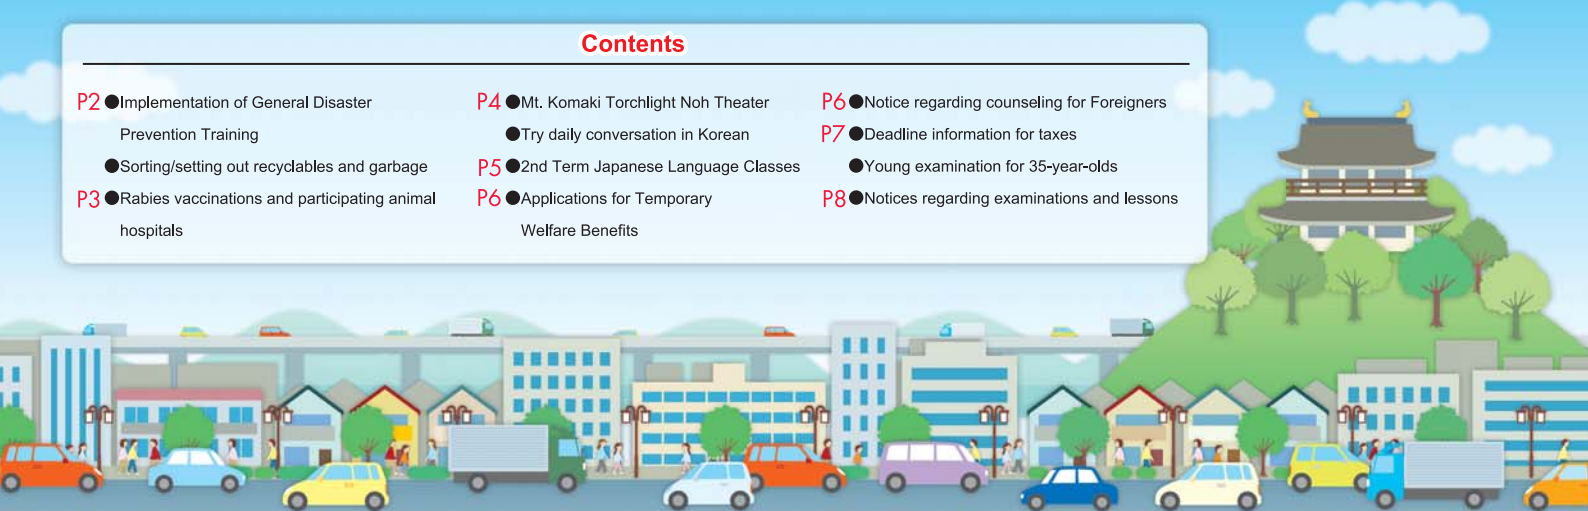 Contents
P2 ●Implementation of General Disaster
Prevention Training
●Sorting/setting out recyclables and garbage
P3 ●Rabies vaccinations and participating animal
hospitals
P4 ●Mt. Komaki Torchlight Noh Theater
●Try daily conversation in Korean
P5 ●2nd Term Japanese Language Classes
P6 ●Applications for Temporary
Welfare Benefits
P6 ●Notice regarding counseling for Foreigners
P7 ●Deadline information for taxes
●Young examination for 35-year-olds
P8 ●Notices regarding examinations and lessons